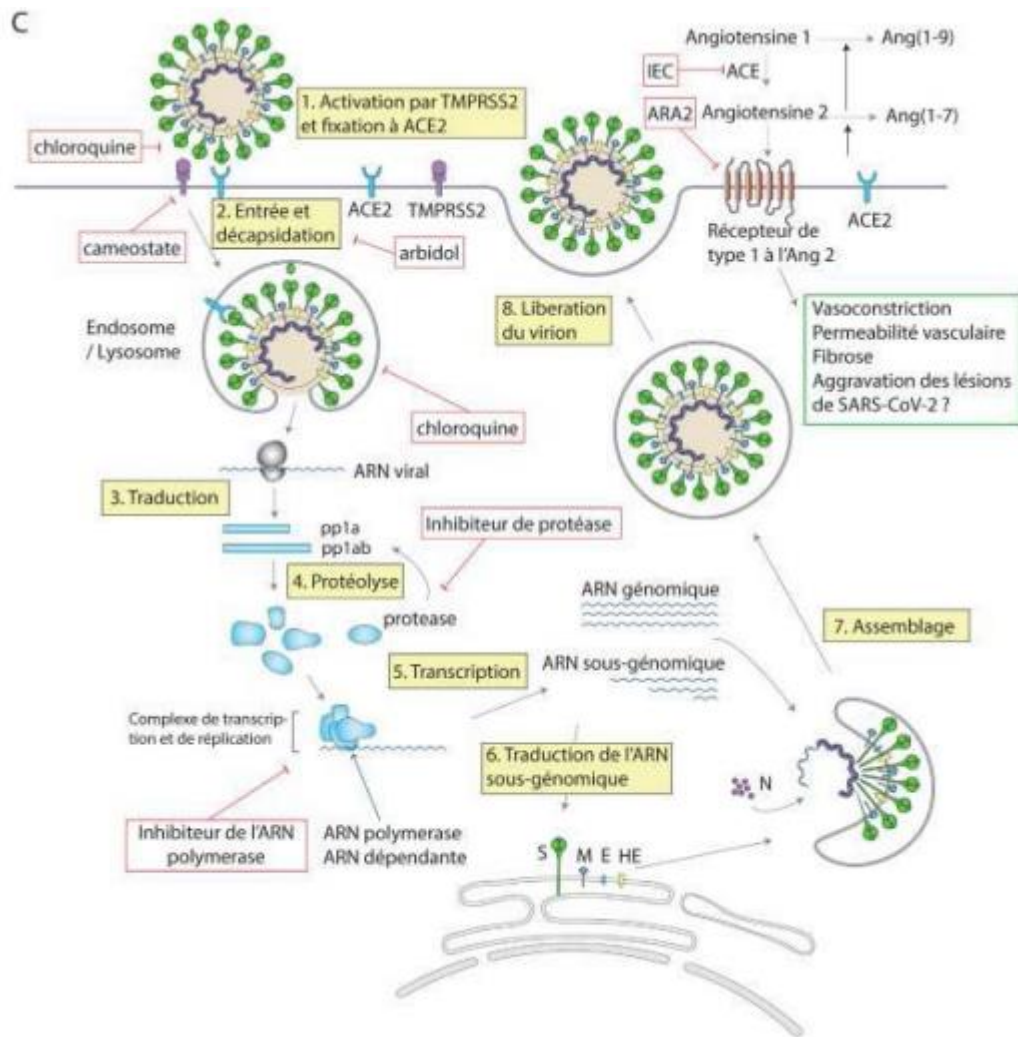 C
Angiotensine 1
Ang(1-9)
IEC
ACE
1. Activation par TMPRSS2
et fixation à ACE2
ARA2
Angiotensine 2
Ang(1-7)
chloroquine
2. Entrée et
décapsidation
ACE2
TMPRSS2
ACE2
cameostate
arbidol
Récepteur de
type 1 à l'Ang 2
Endosome
/ Lysosome
8. Liberation
du virion
Vasoconstriction
Permeabilité vasculaire
Fibrose
Aggravation des lésions
de SARS-CoV-2 ?
chloroquine
ARN viral
3. Traduction
pp1a
pp1ab
Inhibiteur de protéase
4. Protéolyse
protease
ARN génomique
7. Assemblage
5. Transcription
ARN sous-génomique
Complexe de transcrip-
tion et de réplication
6. Traduction de l'ARN
sous-génomique
N
Inhibiteur de l'ARN
polymerase
ARN polymerase
ARN dépendante
S
M
E
HE